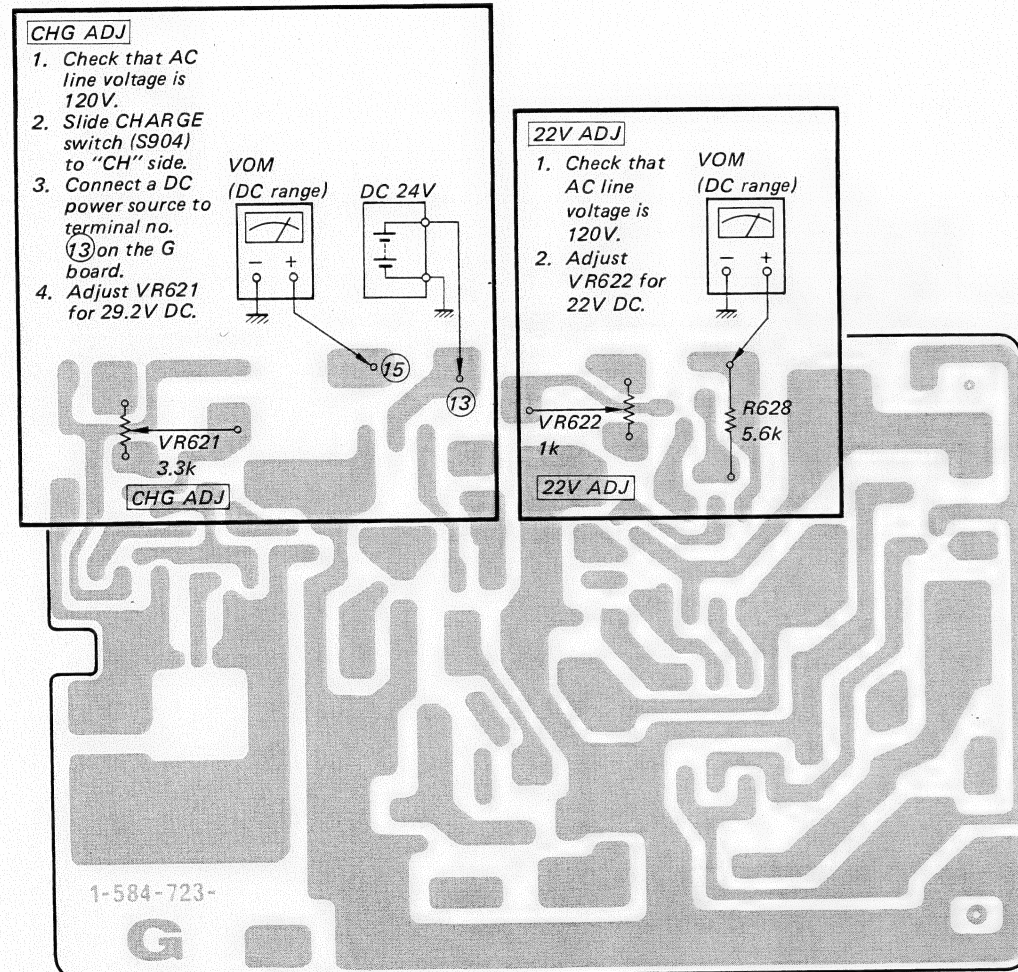 CHG ADJ
1. Check that AC
line voltage is
120V.
2. Slide CHARGE
switch (S904)
to "CH" side.
3. Connect a DC
power source to
terminal no.
⑬ on the G
board.
4. Adjust VR621
for 29.2V DC.
VOM
(DC range)
− +
DC 24V
⑮
⑬
VR621
3.3k
CHG ADJ
22V ADJ
1. Check that
AC line
voltage is
120V.
2. Adjust
VR622 for
22V DC.
VOM
(DC range)
− +
VR622
1k
R628
5.6k
22V ADJ
1-584-723-
G